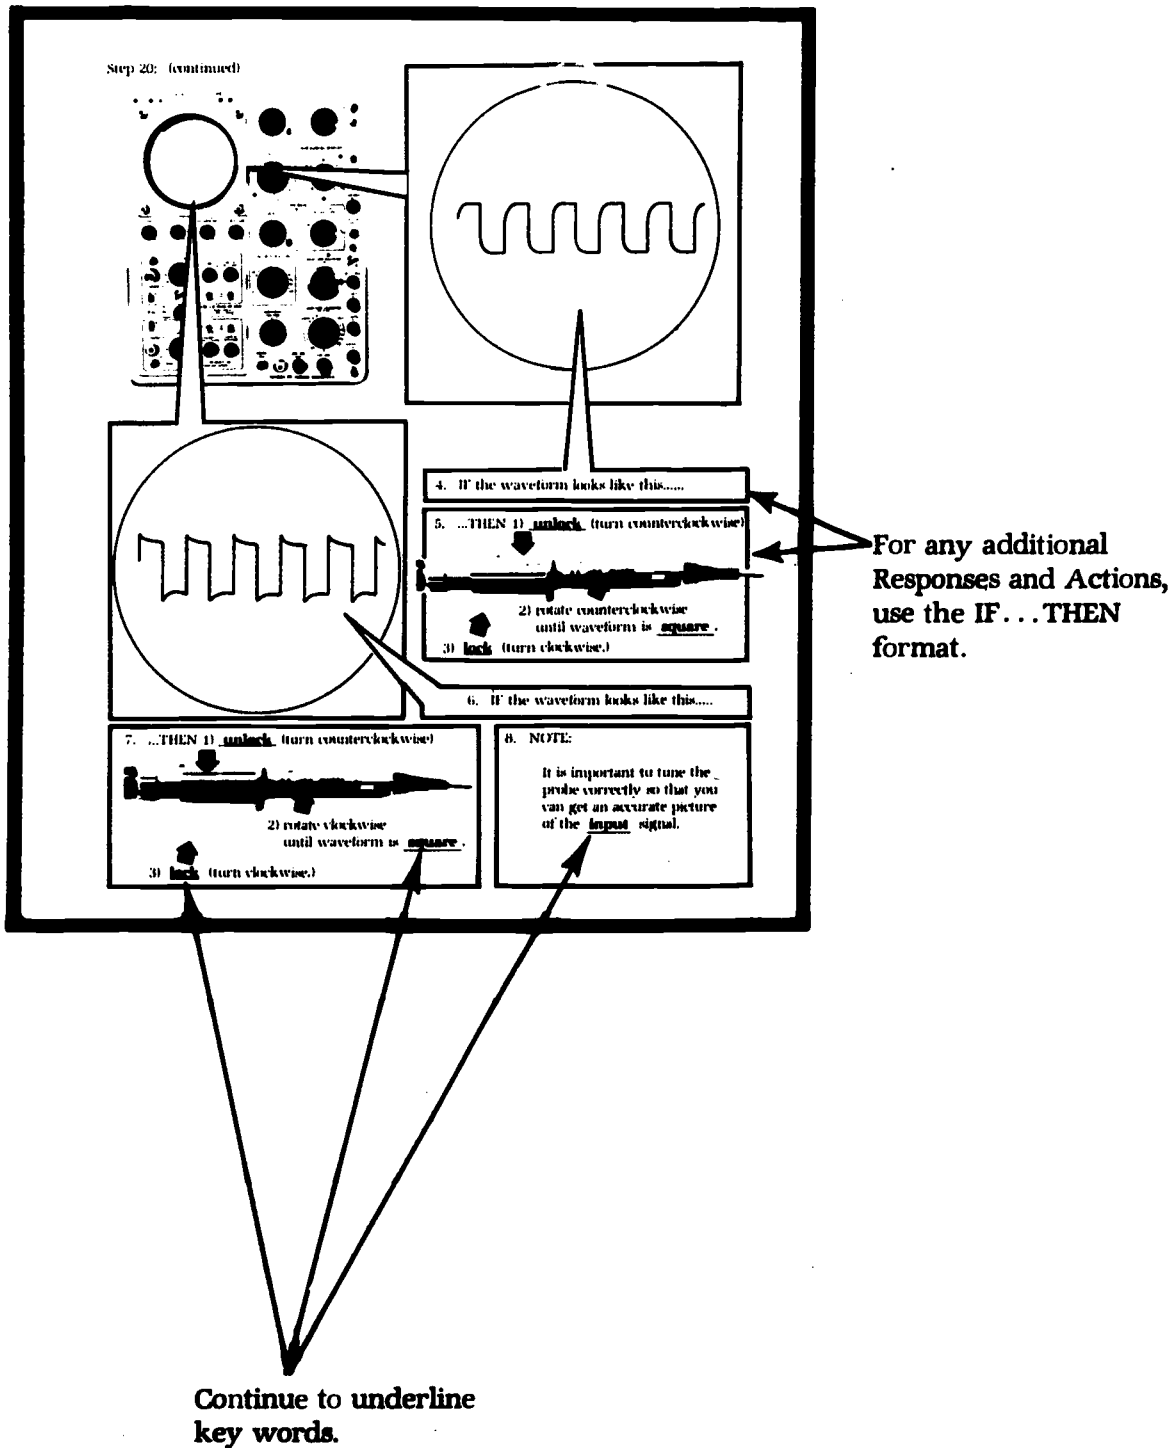 Step 20: (continued)
4. IF the waveform looks like this......
5. ...THEN 1) unlock (turn counterclockwise)
2) rotate counterclockwise
until waveform is square.
3) lock (turn clockwise.)
For any additional
Responses and Actions,
use the IF...THEN
format.
6. IF the waveform looks like this.....
7. ...THEN 1) unlock (turn counterclockwise)
2) rotate clockwise
until waveform is square.
3) lock (turn clockwise.)
8. NOTE:
It is important to tune the
probe correctly so that you
can get an accurate picture
of the input signal.
Continue to underline
key words.